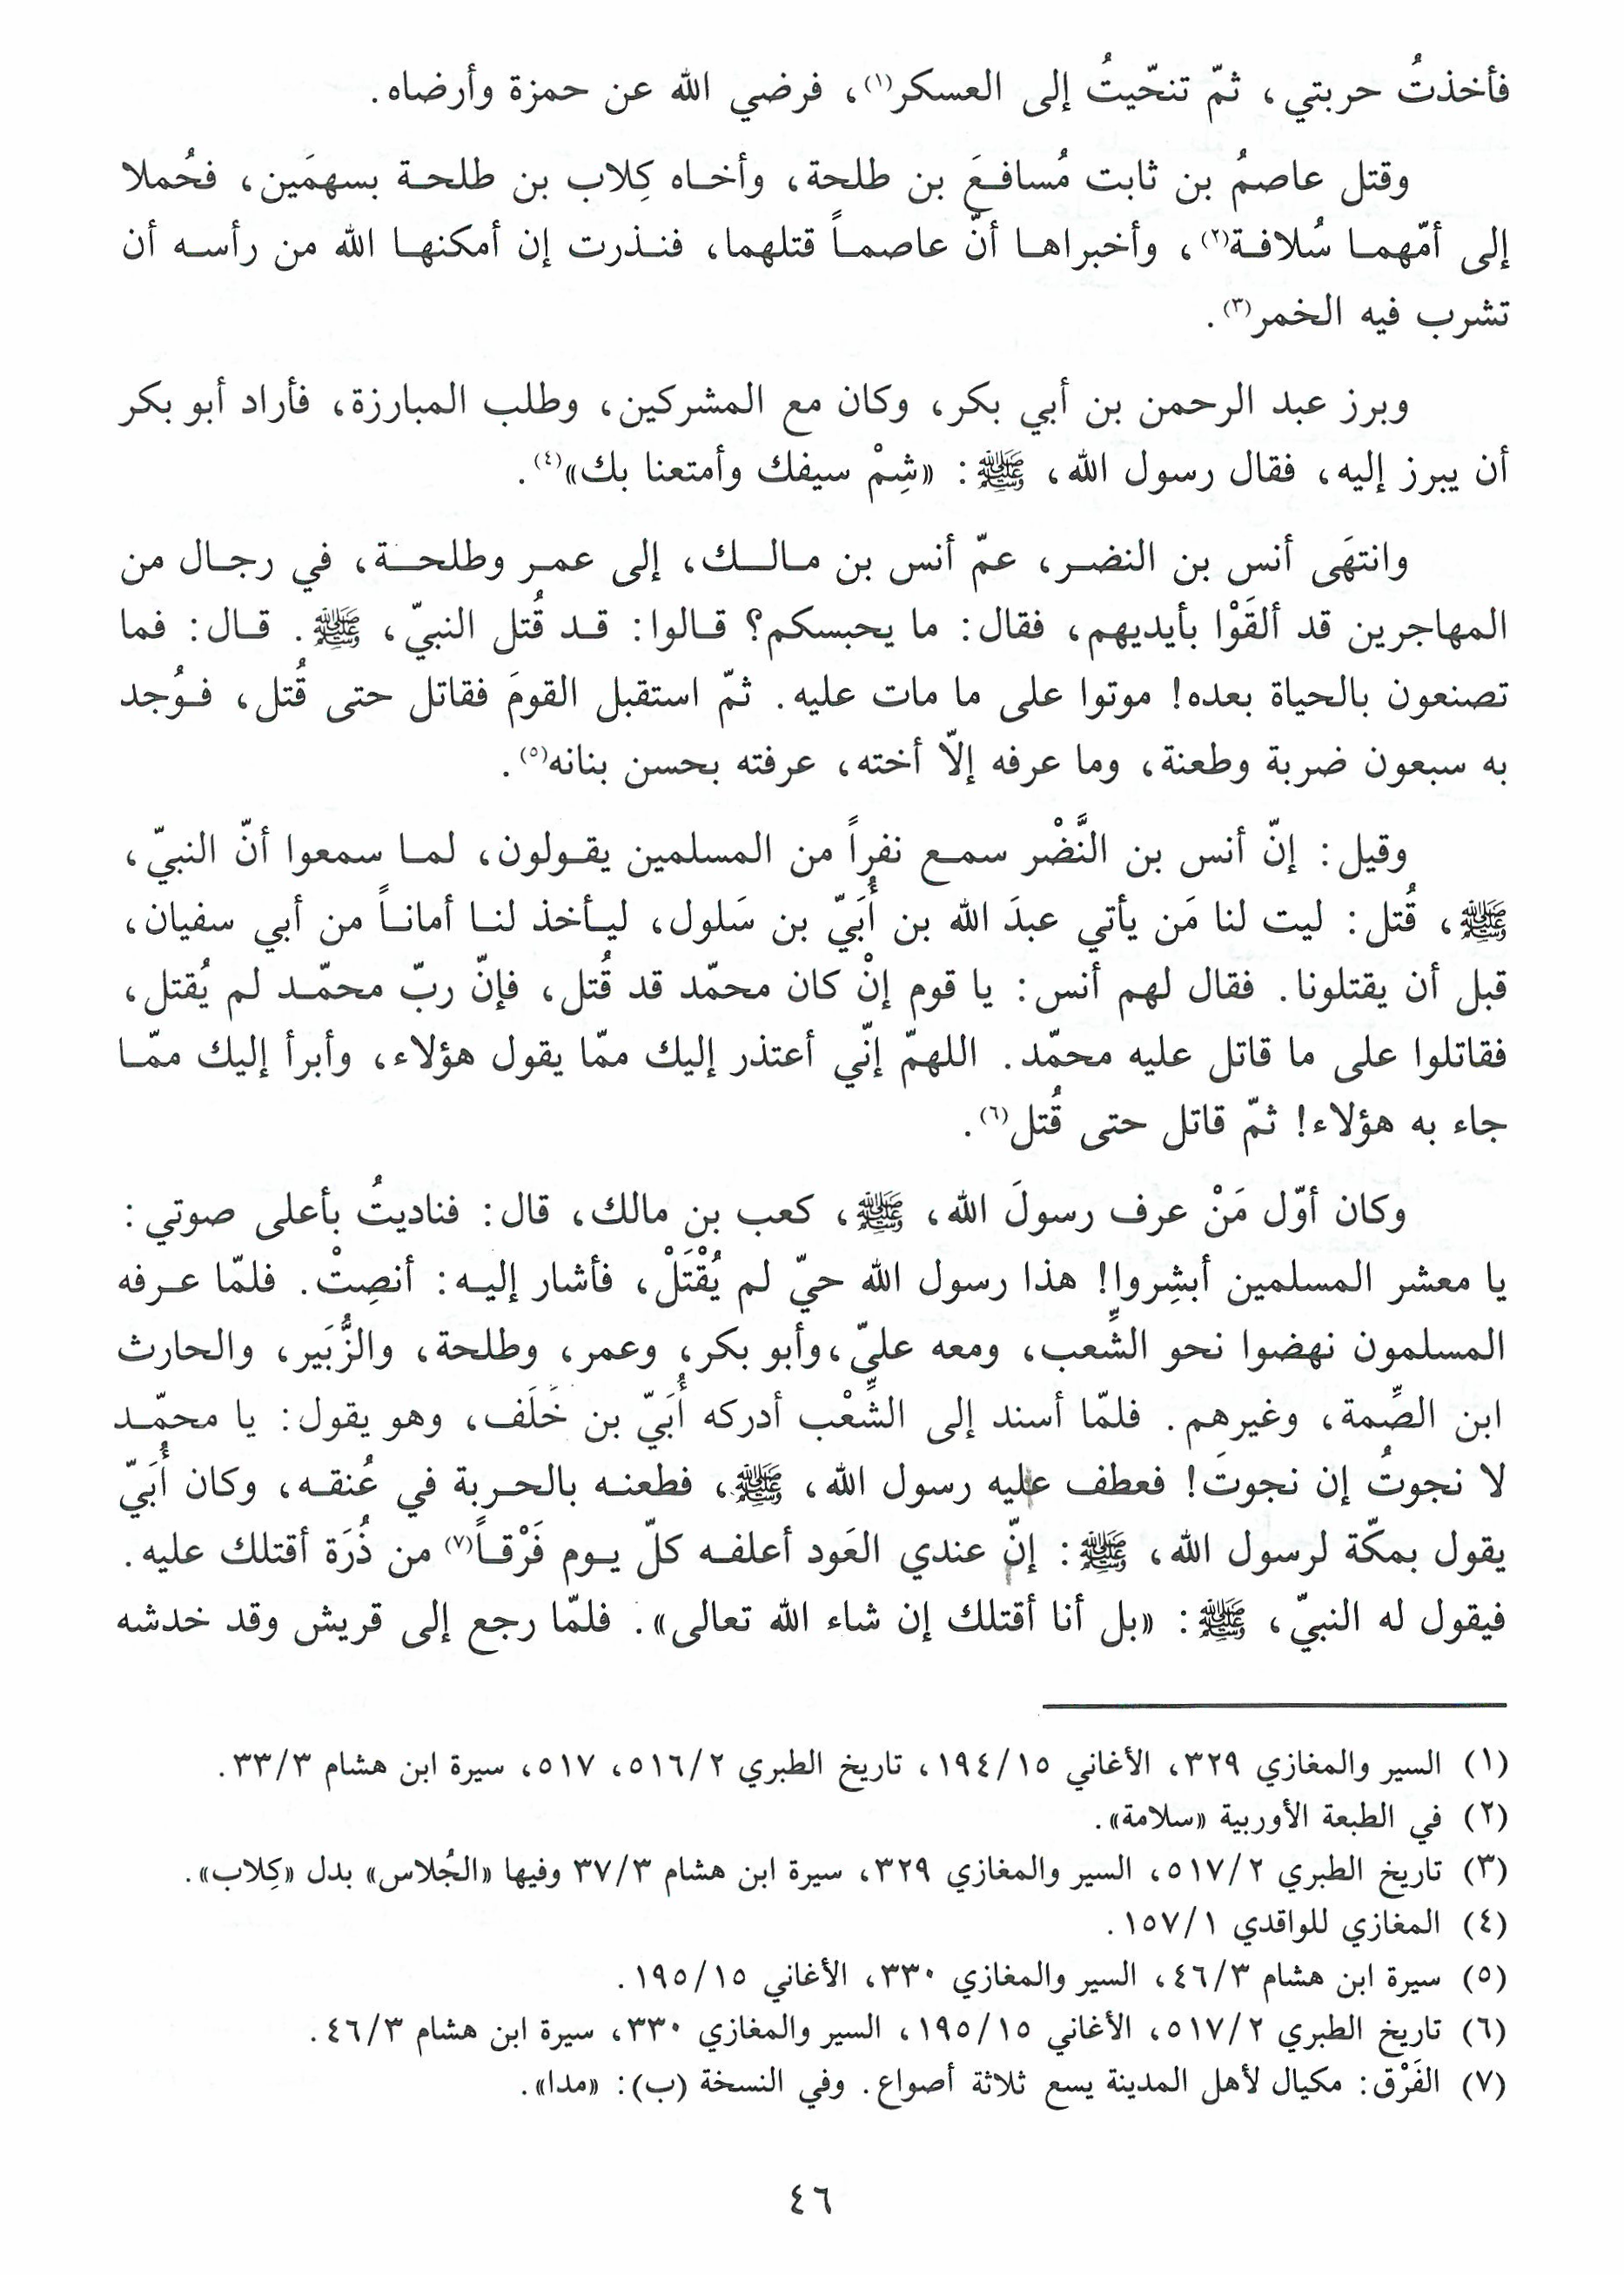 فأخذتُ حربتي، ثمّ تنحّيتُ إلى العسكر(١)، فرضي الله عن حمزة وأرضاه.
وقتل عاصمُ بن ثابت مُسافعَ بن طلحة، وأخاه كِلاب بن طلحة بسهمَين، فحُملا
إلى أمّهما سُلافة(٢)، وأخبراها أنّ عاصماً قتلهما، فنذرت إن أمكنها الله من رأسه أن
تشرب فيه الخمر(٣).
وبرز عبد الرحمن بن أبي بكر، وكان مع المشركين، وطلب المبارزة، فأراد أبو بكر
أن يبرز إليه، فقال رسول الله، ﷺ: «شِمْ سيفك وأمتعنا بك»(٤).
وانتهَى أنس بن النضر، عمّ أنس بن مالك، إلى عمر وطلحة، في رجال من
المهاجرين قد ألقَوْا بأيديهم، فقال: ما يحبسكم؟ قالوا: قد قُتل النبيّ، ﷺ. قال: فما
تصنعون بالحياة بعده! موتوا على ما مات عليه. ثمّ استقبل القومَ فقاتل حتى قُتل، فوُجد
به سبعون ضربة وطعنة، وما عرفه إلّا أخته، عرفته بحسن بنانه(٥).
وقيل: إنّ أنس بن النَّضْر سمع نفراً من المسلمين يقولون، لما سمعوا أنّ النبيّ،
ﷺ، قُتل: ليت لنا مَن يأتي عبدَ الله بن أُبَيّ بن سَلول، ليأخذ لنا أماناً من أبي سفيان،
قبل أن يقتلونا. فقال لهم أنس: يا قوم إنْ كان محمّد قد قُتل، فإنّ ربّ محمّد لم يُقتل،
فقاتلوا على ما قاتل عليه محمّد. اللهمّ إنّي أعتذر إليك ممّا يقول هؤلاء، وأبرأ إليك ممّا
جاء به هؤلاء! ثمّ قاتل حتى قُتل(٦).
وكان أوّل مَنْ عرف رسولَ الله، ﷺ، كعب بن مالك، قال: فناديتُ بأعلى صوتي:
يا معشر المسلمين أبشِروا! هذا رسول الله حيّ لم يُقْتَلْ، فأشار إليه: أنصِتْ. فلمّا عرفه
المسلمون نهضوا نحو الشِّعب، ومعه عليّ، وأبو بكر، وعمر، وطلحة، والزُّبَير، والحارث
ابن الصِّمة، وغيرهم. فلمّا أسند إلى الشِّعْب أدركه أُبَيّ بن خَلَف، وهو يقول: يا محمّد
لا نجوتُ إن نجوتَ! فعطف عليه رسول الله، ﷺ، فطعنه بالحربة في عُنقه، وكان أُبَيّ
يقول بمكّة لرسول الله، ﷺ: إنّ عندي العَود أعلفه كلّ يوم فَرْقاً(٧) من ذُرَة أقتلك عليه.
فيقول له النبيّ، ﷺ: «بل أنا أقتلك إن شاء الله تعالى». فلمّا رجع إلى قريش وقد خدشه
(١) السير والمغازي ٣٢٩، الأغاني ١٩٤/١٥، تاريخ الطبري ٥١٦/٢، ٥١٧، سيرة ابن هشام ٣٣/٣.
(٢) في الطبعة الأوربية «سلامة».
(٣) تاريخ الطبري ٥١٧/٢، السير والمغازي ٣٢٩، سيرة ابن هشام ٣٧/٣ وفيها «الجُلاس» بدل «كِلاب».
(٤) المغازي للواقدي ١٥٧/١.
(٥) سيرة ابن هشام ٤٦/٣، السير والمغازي ٣٣٠، الأغاني ١٩٥/١٥.
(٦) تاريخ الطبري ٥١٧/٢، الأغاني ١٩٥/١٥، السير والمغازي ٣٣٠، سيرة ابن هشام ٤٦/٣.
(٧) الفَرْق: مكيال لأهل المدينة يسع ثلاثة أصواع. وفي النسخة (ب): «مدا».
٤٦